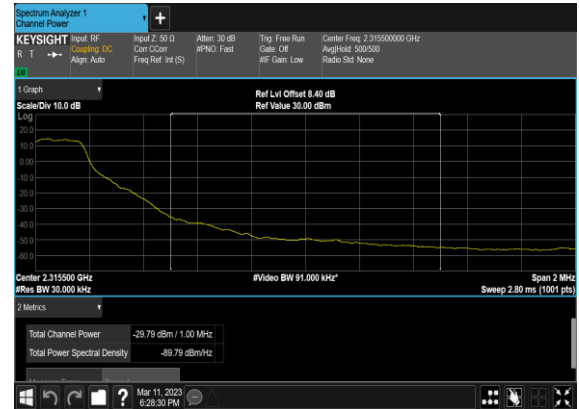 Spectrum Analyzer 1
Channel Power
+
KEYSIGHT Input: RF Input Z: 50 Ω Atten: 30 dB Trig: Free Run Center Freq: 2.315500000 GHz
R T Coupling: DC Corr CCorr #PNO: Fast Gate: Off Avg|Hold: 500/500
Align: Auto Freq Ref: Int (S) #IF Gain: Low Radio Std: None
1 Graph
Ref Lvl Offset 8.40 dB
Scale/Div 10.0 dB Ref Value 30.00 dBm
Log
20.0
10.0
0.00
-10.0
-20.0
-30.0
-40.0
-50.0
-60.0
Center 2.315500 GHz #Video BW 91.000 kHz* Span 2 MHz
#Res BW 30.000 kHz Sweep 2.80 ms (1001 pts)
2 Metrics
Total Channel Power -29.79 dBm / 1.00 MHz
Total Power Spectral Density -89.79 dBm/Hz
?
Mar 11, 2023
6:28:30 PM